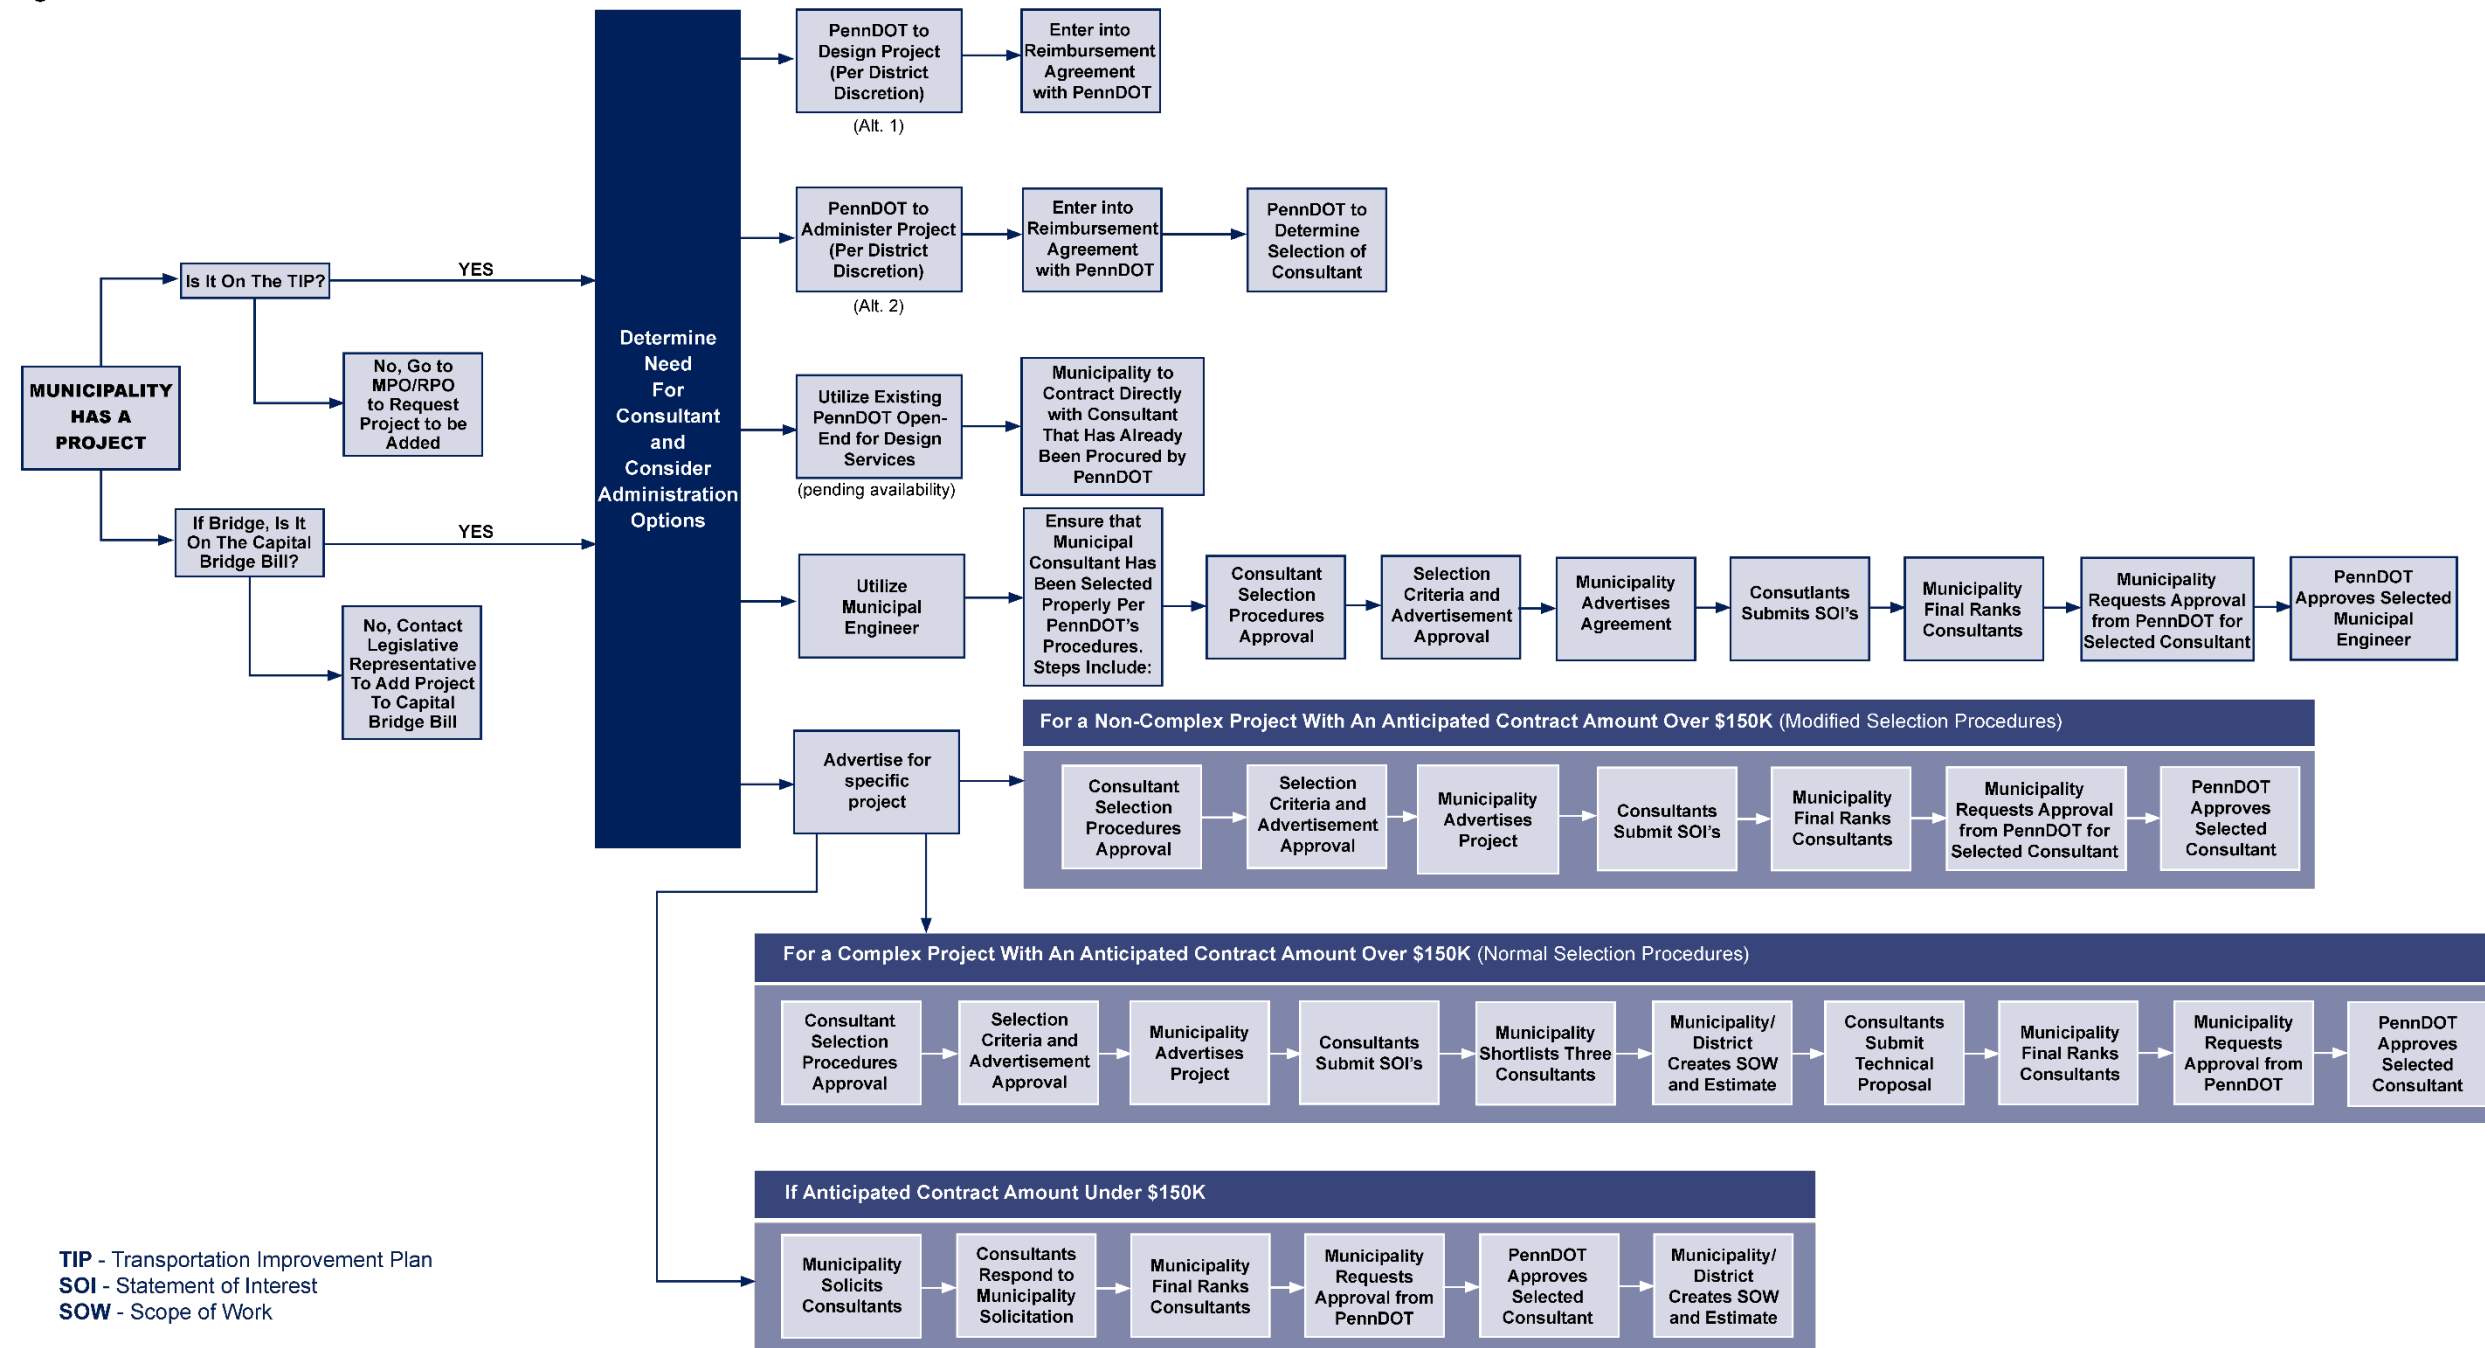 MUNICIPALITY
HAS A
PROJECT
Is It On The TIP?
YES
No, Go to
MPO/RPO
to Request
Project to be
Added
If Bridge, Is It
On The Capital
Bridge Bill?
YES
No, Contact
Legislative
Representative
To Add Project
To Capital
Bridge Bill
Determine
Need
For
Consultant
and
Consider
Administration
Options
PennDOT to
Design Project
(Per District
Discretion)
(Alt. 1)
Enter into
Reimbursement
Agreement
with PennDOT
PennDOT to
Administer Project
(Per District
Discretion)
(Alt. 2)
Enter into
Reimbursement
Agreement
with PennDOT
PennDOT to
Determine
Selection of
Consultant
Utilize Existing
PennDOT Open-
End for Design
Services
(pending availability)
Municipality to
Contract Directly
with Consultant
That Has Already
Been Procured by
PennDOT
Utilize
Municipal
Engineer
Ensure that
Municipal
Consultant Has
Been Selected
Properly Per
PennDOT's
Procedures.
Steps Include:
Consultant
Selection
Procedures
Approval
Selection
Criteria and
Advertisement
Approval
Municipality
Advertises
Agreement
Consutlants
Submits SOI's
Municipality
Final Ranks
Consultants
Municipality
Requests Approval
from PennDOT for
Selected Consultant
PennDOT
Approves Selected
Municipal
Engineer
Advertise for
specific
project
For a Non-Complex Project With An Anticipated Contract Amount Over $150K (Modified Selection Procedures)
Consultant
Selection
Procedures
Approval
Selection
Criteria and
Advertisement
Approval
Municipality
Advertises
Project
Consultants
Submit SOI's
Municipality
Final Ranks
Consultants
Municipality
Requests Approval
from PennDOT for
Selected Consultant
PennDOT
Approves
Selected
Consultant
For a Complex Project With An Anticipated Contract Amount Over $150K (Normal Selection Procedures)
Consultant
Selection
Procedures
Approval
Selection
Criteria and
Advertisement
Approval
Municipality
Advertises
Project
Consultants
Submit SOI's
Municipality
Shortlists Three
Consultants
Municipality/
District
Creates SOW
and Estimate
Consultants
Submit
Technical
Proposal
Municipality
Final Ranks
Consultants
Municipality
Requests
Approval from
PennDOT
PennDOT
Approves
Selected
Consultant
If Anticipated Contract Amount Under $150K
Municipality
Solicits
Consultants
Consultants
Respond to
Municipality
Solicitation
Municipality
Final Ranks
Consultants
Municipality
Requests
Approval from
PennDOT
PennDOT
Approves
Selected
Consultant
Municipality/
District
Creates SOW
and Estimate
TIP - Transportation Improvement Plan
SOI - Statement of Interest
SOW - Scope of Work